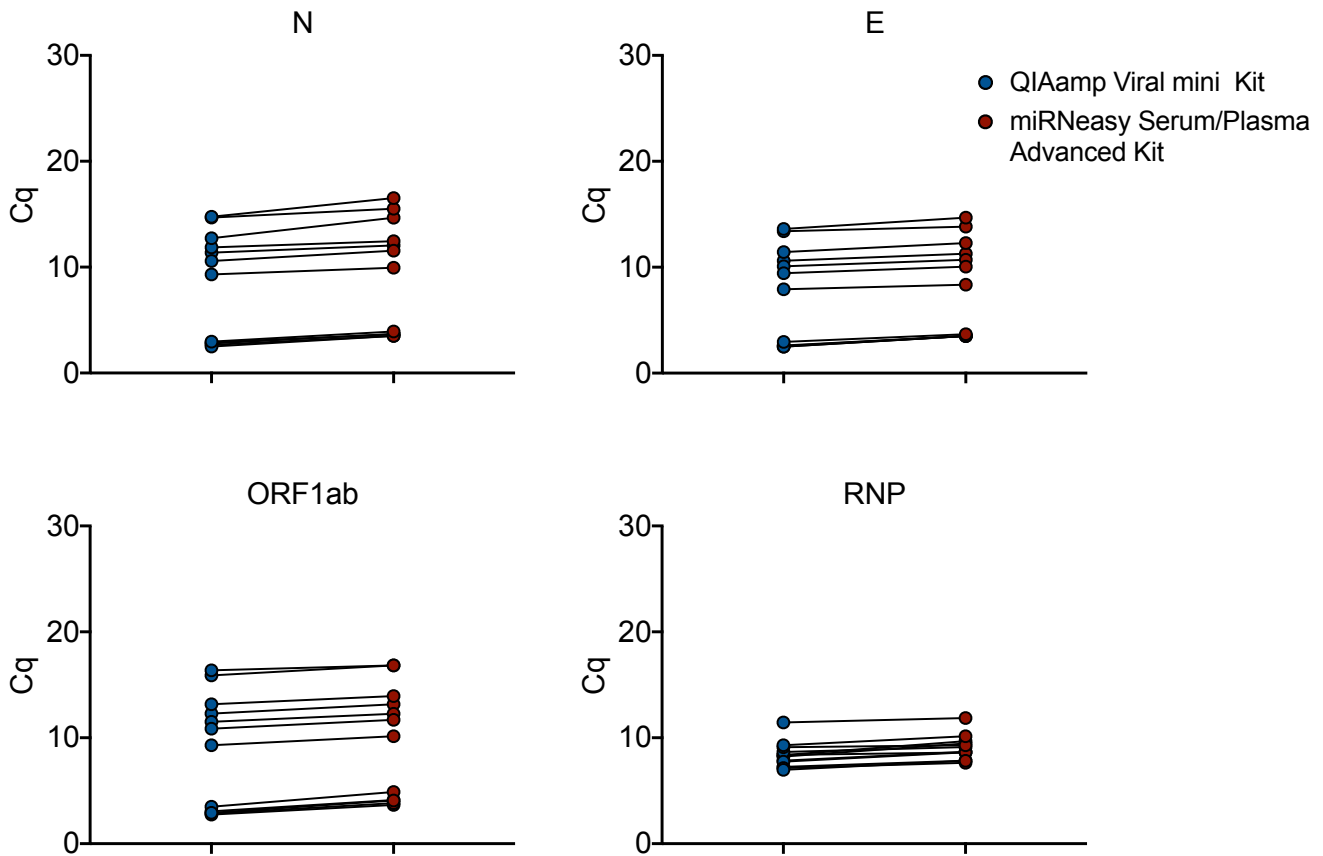 N
30
20
10
0
Cq
E
30
20
10
0
Cq
QIAamp Viral mini  Kit
miRNeasy Serum/Plasma
Advanced Kit
ORF1ab
30
20
10
0
Cq
RNP
30
20
10
0
Cq